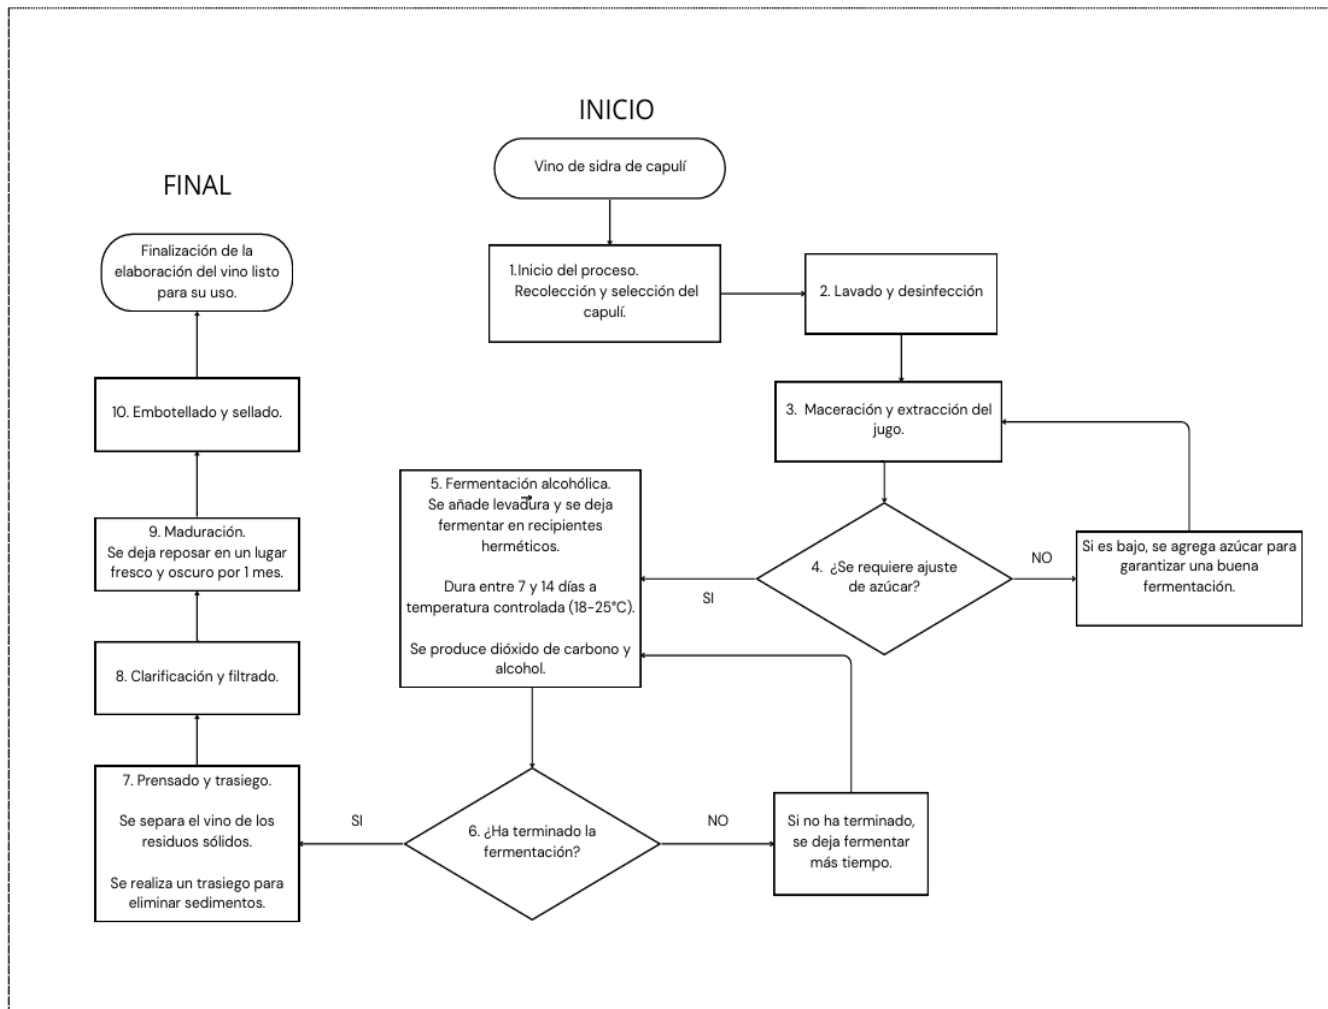 INICIO
Vino de sidra de capulí
1.Inicio del proceso.
Recolección y selección del
capulí.
2. Lavado y desinfección
3. Maceración y extracción del
jugo.
4. ¿Se requiere ajuste
de azúcar?
NO
Si es bajo, se agrega azúcar para
garantizar una buena
fermentación.
SI
5. Fermentación alcohólica.
Se añade levadura y se deja
fermentar en recipientes
herméticos.
Dura entre 7 y 14 días a
temperatura controlada (18-25°C).
Se produce dióxido de carbono y
alcohol.
6. ¿Ha terminado la
fermentación?
NO
Si no ha terminado,
se deja fermentar
más tiempo.
SI
7. Prensado y trasiego.
Se separa el vino de los
residuos sólidos.
Se realiza un trasiego para
eliminar sedimentos.
8. Clarificación y filtrado.
9. Maduración.
Se deja reposar en un lugar
fresco y oscuro por 1 mes.
10. Embotellado y sellado.
Finalización de la
elaboración del vino listo
para su uso.
FINAL